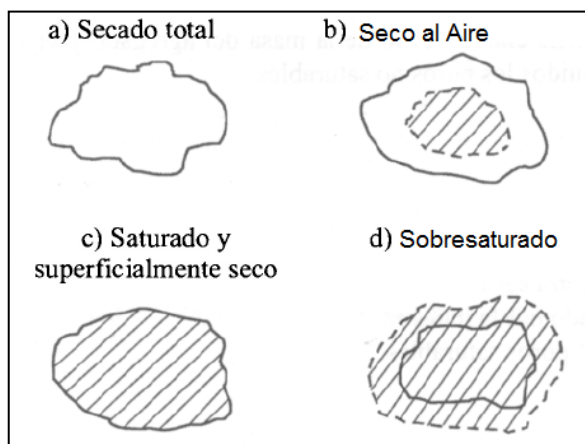 a) Secado total
b) Seco al Aire
c) Saturado y
superficialmente seco
d) Sobresaturado